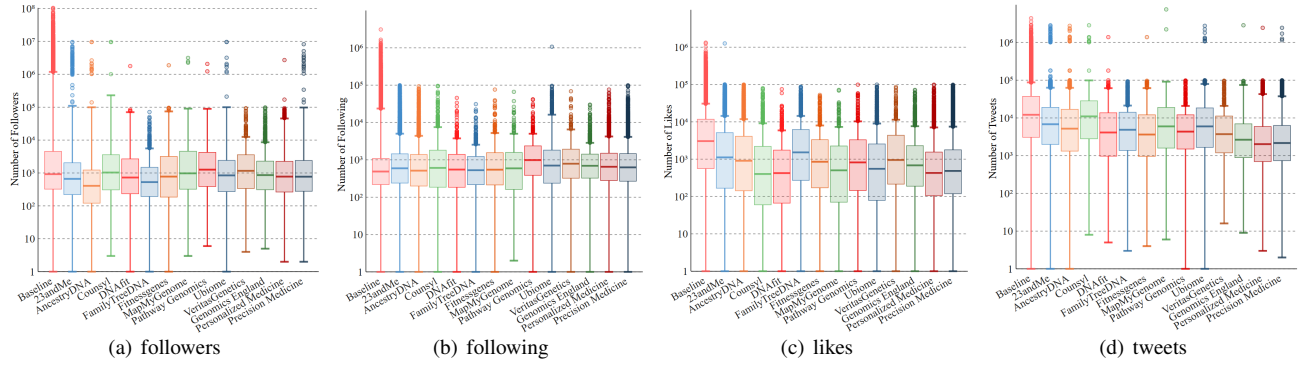 Number of Followers
10⁸
10⁷
10⁶
10⁵
10⁴
10³
10²
10
1
Baseline
23andMe
AncestryDNA
Counsyl
DNAfit
FamilyTreeDNA
Fitnessgenes
MapMyGenome
Pathway Genomics
Ubiome
VeritasGenetics
Genomics England
Personalized Medicine
Precision Medicine
(a) followers
Number of Following
10⁶
10⁵
10⁴
10³
10²
10
1
Baseline
23andMe
AncestryDNA
Counsyl
DNAfit
FamilyTreeDNA
Fitnessgenes
MapMyGenome
Pathway Genomics
Ubiome
VeritasGenetics
Genomics England
Personalized Medicine
Precision Medicine
(b) following
Number of Likes
10⁶
10⁵
10⁴
10³
10²
10
1
Baseline
23andMe
AncestryDNA
Counsyl
DNAfit
FamilyTreeDNA
Fitnessgenes
MapMyGenome
Pathway Genomics
Ubiome
VeritasGenetics
Genomics England
Personalized Medicine
Precision Medicine
(c) likes
Number of Tweets
10⁷
10⁶
10⁵
10⁴
10³
10²
10
1
Baseline
23andMe
AncestryDNA
Counsyl
DNAfit
FamilyTreeDNA
Fitnessgenes
MapMyGenome
Pathway Genomics
Ubiome
VeritasGenetics
Genomics England
Personalized Medicine
Precision Medicine
(d) tweets